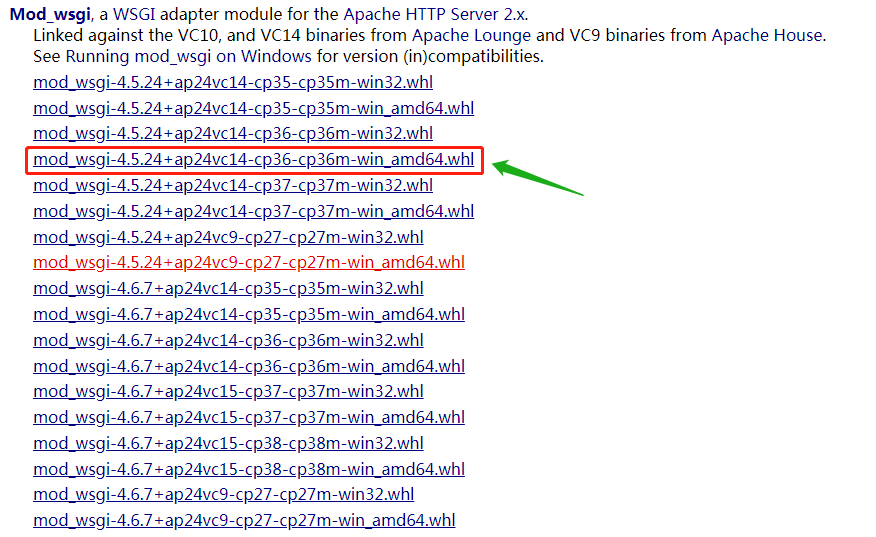 Mod_wsgi, a WSGI adapter module for the Apache HTTP Server 2.x.
Linked against the VC10, and VC14 binaries from Apache Lounge and VC9 binaries from Apache House.
See Running mod_wsgi on Windows for version (in)compatibilities.
mod_wsgi-4.5.24+ap24vc14-cp35-cp35m-win32.whl
mod_wsgi-4.5.24+ap24vc14-cp35-cp35m-win_amd64.whl
mod_wsgi-4.5.24+ap24vc14-cp36-cp36m-win32.whl
mod_wsgi-4.5.24+ap24vc14-cp36-cp36m-win_amd64.whl
mod_wsgi-4.5.24+ap24vc14-cp37-cp37m-win32.whl
mod_wsgi-4.5.24+ap24vc14-cp37-cp37m-win_amd64.whl
mod_wsgi-4.5.24+ap24vc9-cp27-cp27m-win32.whl
mod_wsgi-4.5.24+ap24vc9-cp27-cp27m-win_amd64.whl
mod_wsgi-4.6.7+ap24vc14-cp35-cp35m-win32.whl
mod_wsgi-4.6.7+ap24vc14-cp35-cp35m-win_amd64.whl
mod_wsgi-4.6.7+ap24vc14-cp36-cp36m-win32.whl
mod_wsgi-4.6.7+ap24vc14-cp36-cp36m-win_amd64.whl
mod_wsgi-4.6.7+ap24vc15-cp37-cp37m-win32.whl
mod_wsgi-4.6.7+ap24vc15-cp37-cp37m-win_amd64.whl
mod_wsgi-4.6.7+ap24vc15-cp38-cp38m-win32.whl
mod_wsgi-4.6.7+ap24vc15-cp38-cp38m-win_amd64.whl
mod_wsgi-4.6.7+ap24vc9-cp27-cp27m-win32.whl
mod_wsgi-4.6.7+ap24vc9-cp27-cp27m-win_amd64.whl